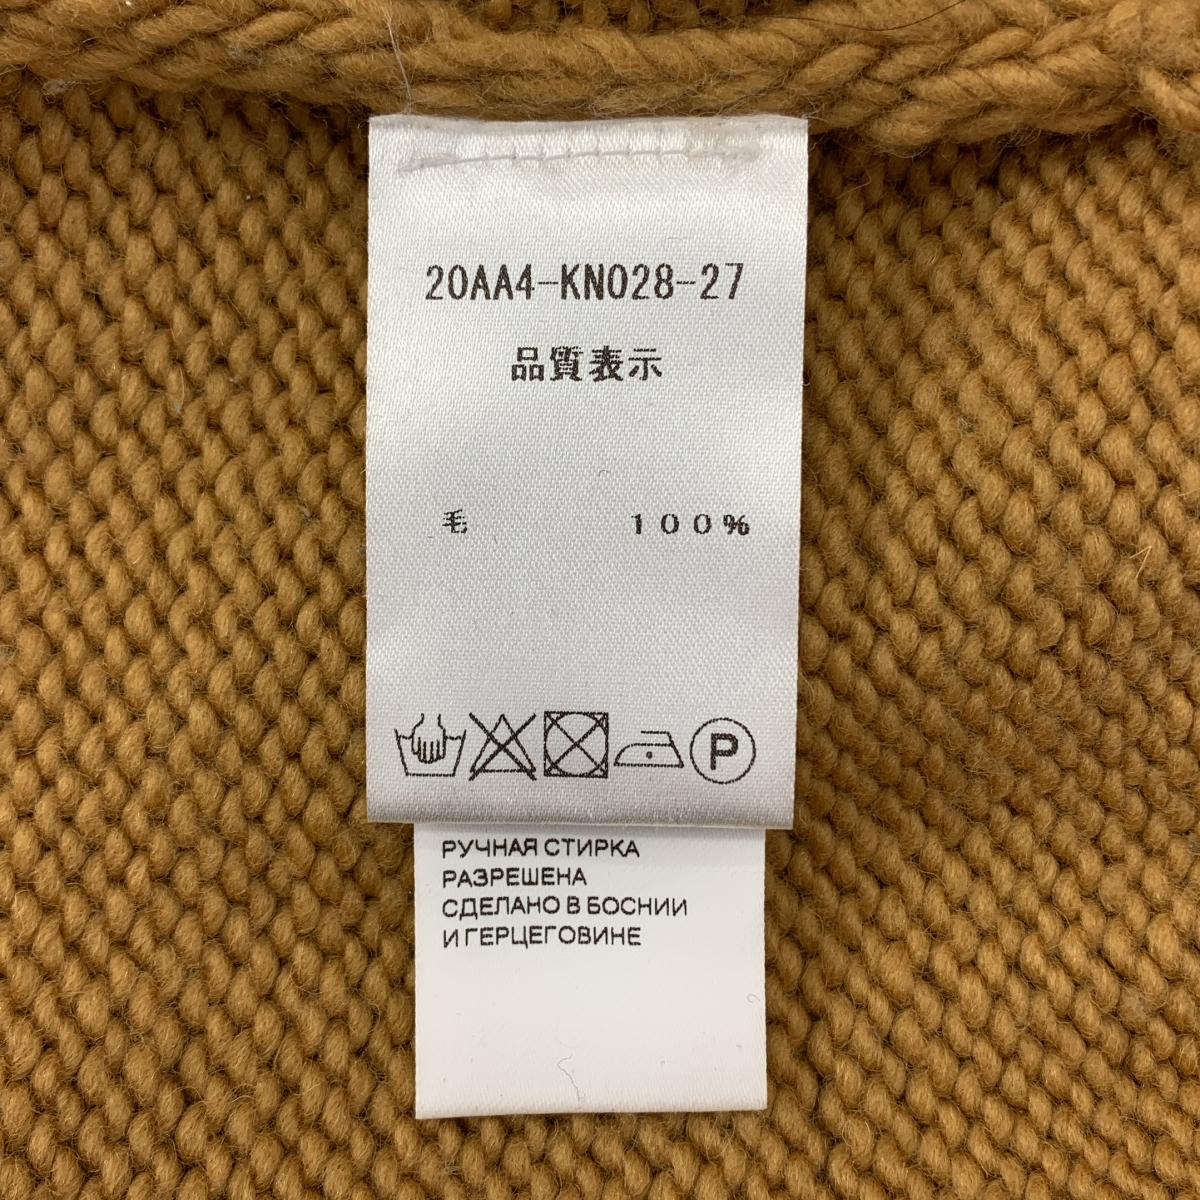 20AA4-KN028-27
品質表示
毛 100%
P
РУЧНАЯ СТИРКА
РАЗРЕШЕНА
СДЕЛАНО В БОСНИИ
И ГЕРЦЕГОВИНЕ